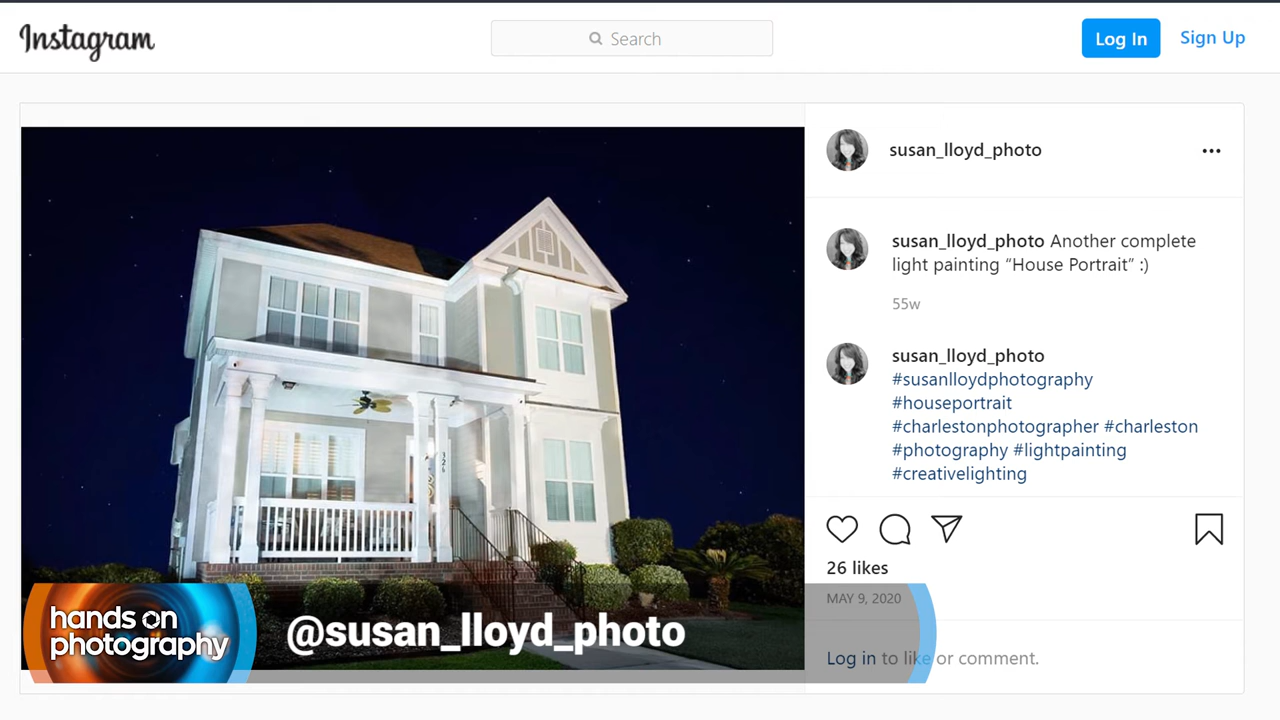 Instagram
Search
Log In
Sign Up
susan_lloyd_photo
susan_lloyd_photo Another complete
light painting “House Portrait” :)
55w
susan_lloyd_photo
#susanlloydphotography
#houseportrait
#charlestonphotographer #charleston
#photography #lightpainting
#creativelighting
26 likes
MAY 9, 2020
Log in to like or comment.
326
hands on
photography
@susan_lloyd_photo